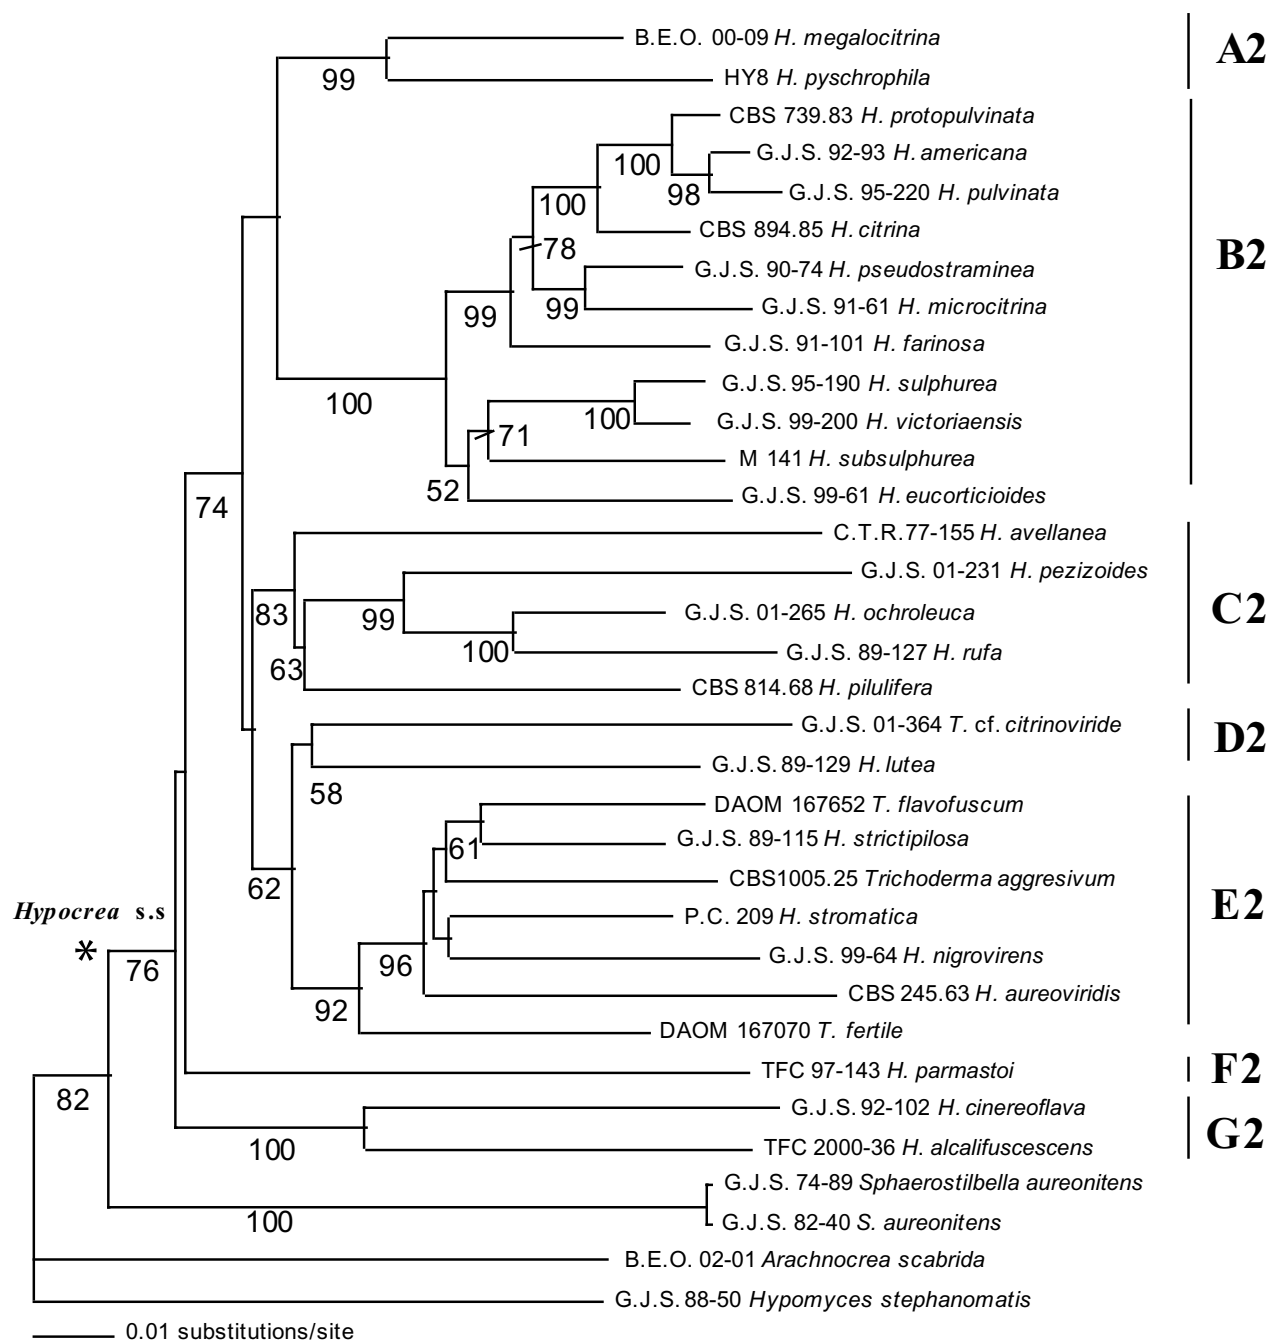 B.E.O. 00-09 H. megalocitrina
A2
99
HY8 H. pyschrophila
CBS 739.83 H. protopulvinata
G.J.S. 92-93 H. americana
100
G.J.S. 95-220 H. pulvinata
98
100
CBS 894.85 H. citrina
78
B2
G.J.S. 90-74 H. pseudostraminea
99
G.J.S. 91-61 H. microcitrina
99
G.J.S. 91-101 H. farinosa
G.J.S. 95-190 H. sulphurea
100
100
G.J.S. 99-200 H. victoriaensis
71
M 141 H. subsulphurea
52
G.J.S. 99-61 H. eucorticioides
74
C.T.R.77-155 H. avellanea
G.J.S. 01-231 H. pezizoides
83
99
G.J.S. 01-265 H. ochroleuca
C2
100
G.J.S. 89-127 H. rufa
63
CBS 814.68 H. pilulifera
G.J.S. 01-364 T. cf. citrinoviride
D2
G.J.S. 89-129 H. lutea
58
DAOM 167652 T. flavofuscum
G.J.S. 89-115 H. strictipilosa
61
CBS1005.25 Trichoderma aggresivum
62
E2
Hypocrea s.s
P.C. 209 H. stromatica
*
76
G.J.S. 99-64 H. nigrovirens
96
CBS 245.63 H. aureoviridis
92
DAOM 167070 T. fertile
TFC 97-143 H. parmastoi
F2
82
G.J.S. 92-102 H. cinereoflava
G2
100
TFC 2000-36 H. alcalifuscescens
G.J.S. 74-89 Sphaerostilbella aureonitens
100
G.J.S. 82-40 S. aureonitens
B.E.O. 02-01 Arachnocrea scabrida
G.J.S. 88-50 Hypomyces stephanomatis
0.01 substitutions/site